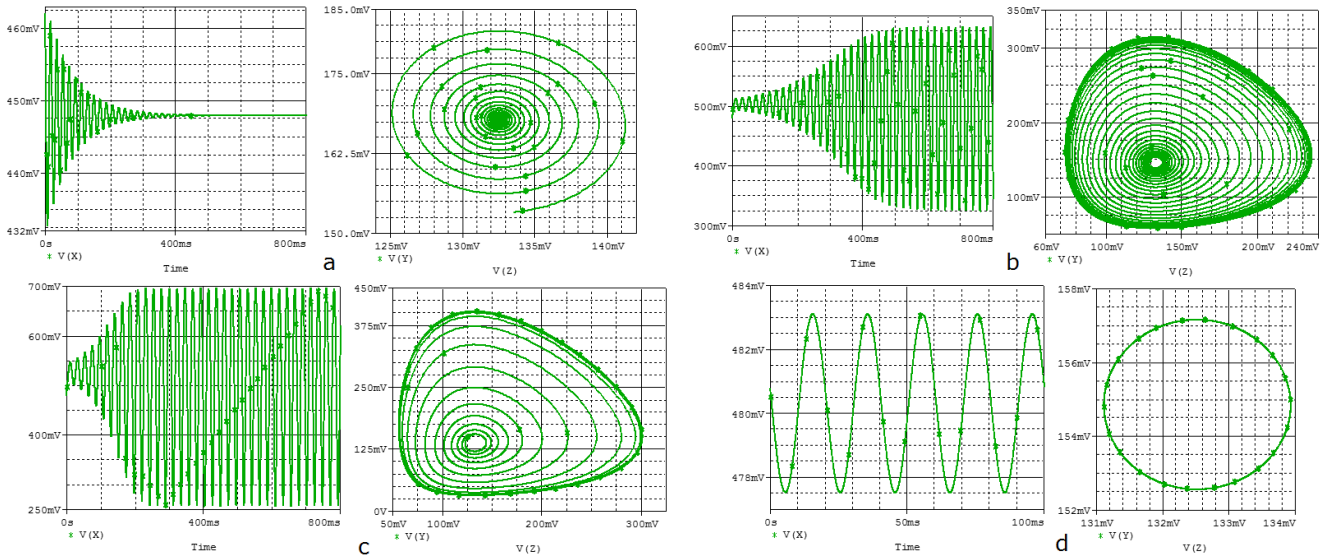 460mV
450mV
440mV
432mV
0s 400ms 800ms
V(X)
Time
185.0mV
175.0mV
162.5mV
150.0mV
125mV 130mV 135mV 140mV
V(Y)
V(Z)
a
600mV
500mV
400mV
300mV
0s 400ms 800ms
V(X)
Time
350mV
300mV
200mV
100mV
60mV 100mV 150mV 200mV 240mV
V(Y)
V(Z)
b
700mV
600mV
400mV
250mV
0s 400ms 800ms
V(X)
Time
450mV
375mV
250mV
125mV
0V
50mV 100mV 200mV 300mV
V(Y)
V(Z)
c
484mV
482mV
480mV
478mV
0s 50ms 100ms
V(X)
Time
158mV
156mV
154mV
152mV
131mV 132mV 133mV 134mV
V(Y)
V(Z)
d